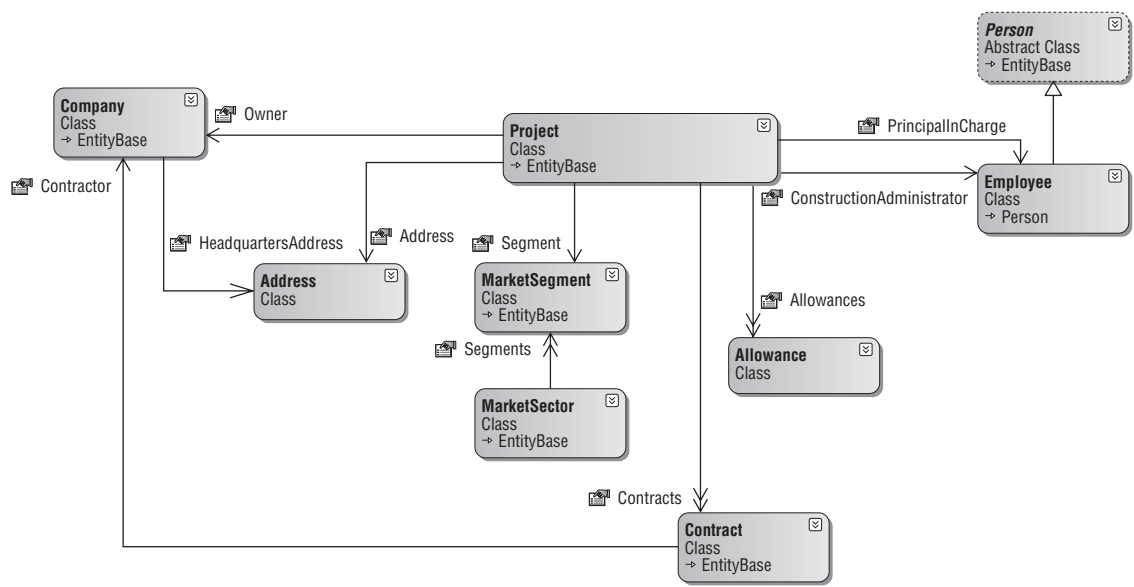 Person
Abstract Class
→ EntityBase
Company
Class
→ EntityBase
Owner
Project
Class
→ EntityBase
PrincipalInCharge
Contractor
ConstructionAdministrator
Employee
Class
→ Person
HeadquartersAddress
Address
Segment
Address
Class
MarketSegment
Class
→ EntityBase
Allowances
Segments
Allowance
Class
MarketSector
Class
→ EntityBase
Contracts
Contract
Class
→ EntityBase